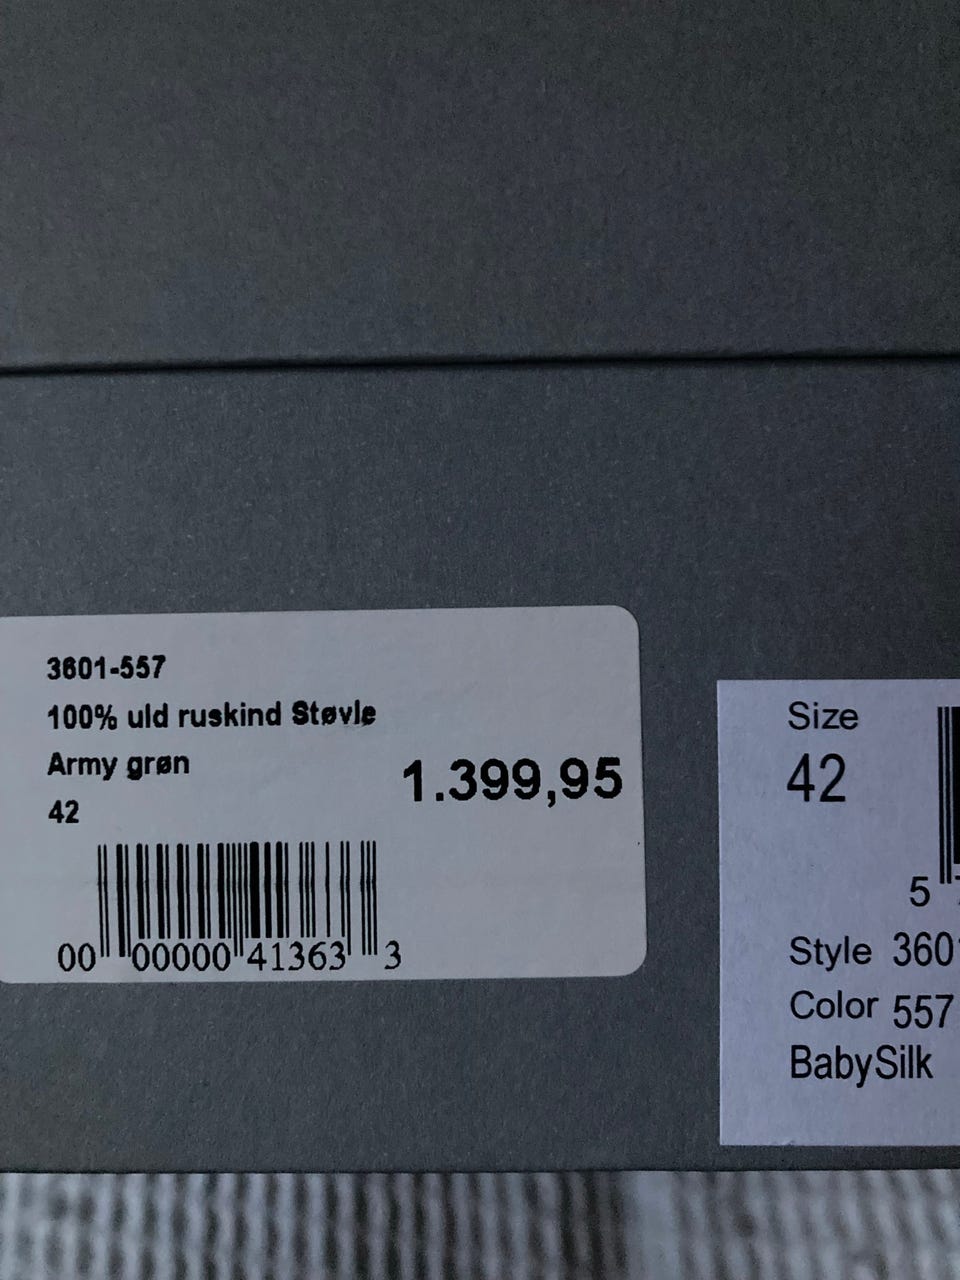 3601-557
100% uld ruskind Støvle
Army grøn
1.399,95
42
00 00000 41363 3
Size
42
5
Style 360
Color 557
BabySilk